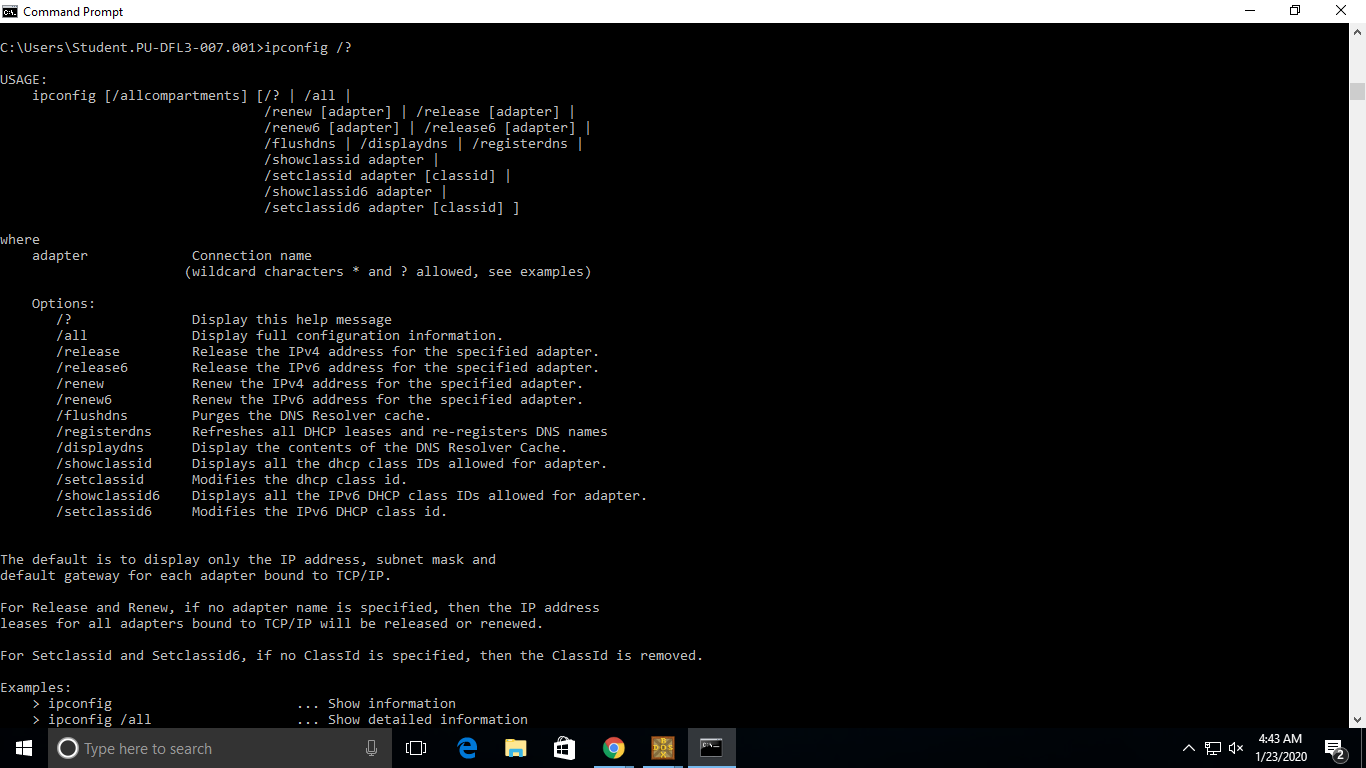 Command Prompt
C:\Users\Student.PU-DFL3-007.001>ipconfig /?
USAGE:
    ipconfig [/allcompartments] [/? | /all |
                                 /renew [adapter] | /release [adapter] |
                                 /renew6 [adapter] | /release6 [adapter] |
                                 /flushdns | /displaydns | /registerdns |
                                 /showclassid adapter |
                                 /setclassid adapter [classid] |
                                 /showclassid6 adapter |
                                 /setclassid6 adapter [classid] ]
where
    adapter             Connection name
                       (wildcard characters * and ? allowed, see examples)
    Options:
       /?               Display this help message
       /all             Display full configuration information.
       /release         Release the IPv4 address for the specified adapter.
       /release6        Release the IPv6 address for the specified adapter.
       /renew           Renew the IPv4 address for the specified adapter.
       /renew6          Renew the IPv6 address for the specified adapter.
       /flushdns        Purges the DNS Resolver cache.
       /registerdns     Refreshes all DHCP leases and re-registers DNS names
       /displaydns      Display the contents of the DNS Resolver Cache.
       /showclassid     Displays all the dhcp class IDs allowed for adapter.
       /setclassid      Modifies the dhcp class id.
       /showclassid6    Displays all the IPv6 DHCP class IDs allowed for adapter.
       /setclassid6     Modifies the IPv6 DHCP class id.
The default is to display only the IP address, subnet mask and
default gateway for each adapter bound to TCP/IP.
For Release and Renew, if no adapter name is specified, then the IP address
leases for all adapters bound to TCP/IP will be released or renewed.
For Setclassid and Setclassid6, if no ClassId is specified, then the ClassId is removed.
Examples:
    > ipconfig                       ... Show information
    > ipconfig /all                  ... Show detailed information
Type here to search
4:43 AM
1/23/2020
2